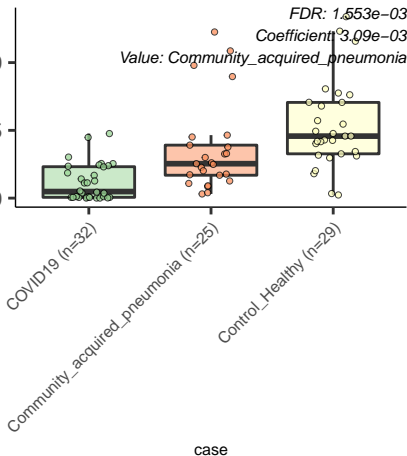 FDR: 1.553e−03
Coefficient: 3.09e−03
Value: Community_acquired_pneumonia
COVID19 (n=32)
Community_acquired_pneumonia (n=25)
Control_Healthy (n=29)
case